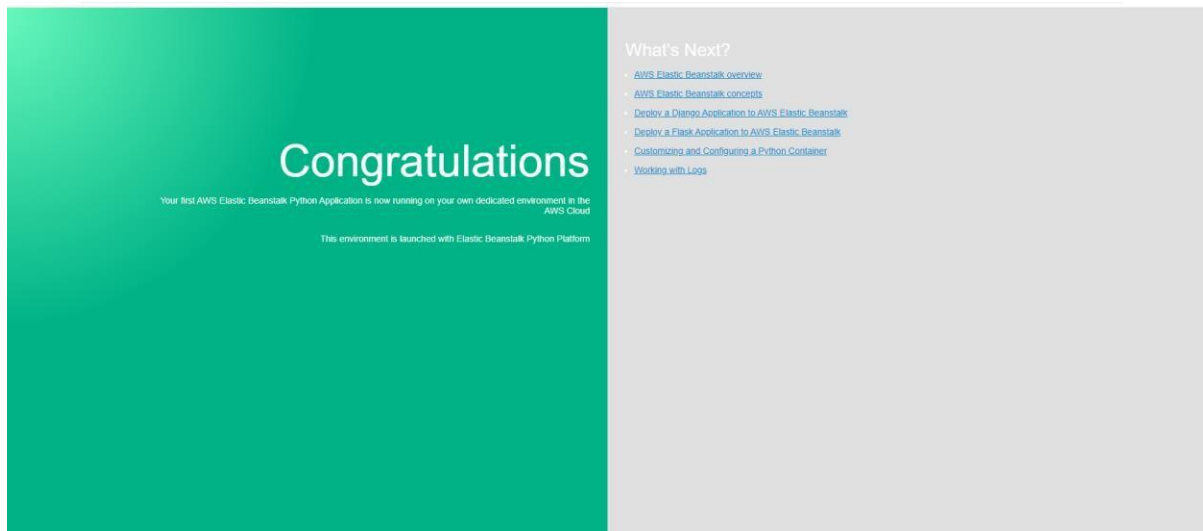 Congratulations
Your first AWS Elastic Beanstalk Python Application is now running on your own dedicated environment in the
AWS Cloud
This environment is launched with Elastic Beanstalk Python Platform
What's Next?
AWS Elastic Beanstalk overview
AWS Elastic Beanstalk concepts
Deploy a Django Application to AWS Elastic Beanstalk
Deploy a Flask Application to AWS Elastic Beanstalk
Customizing and Configuring a Python Container
Working with Logs